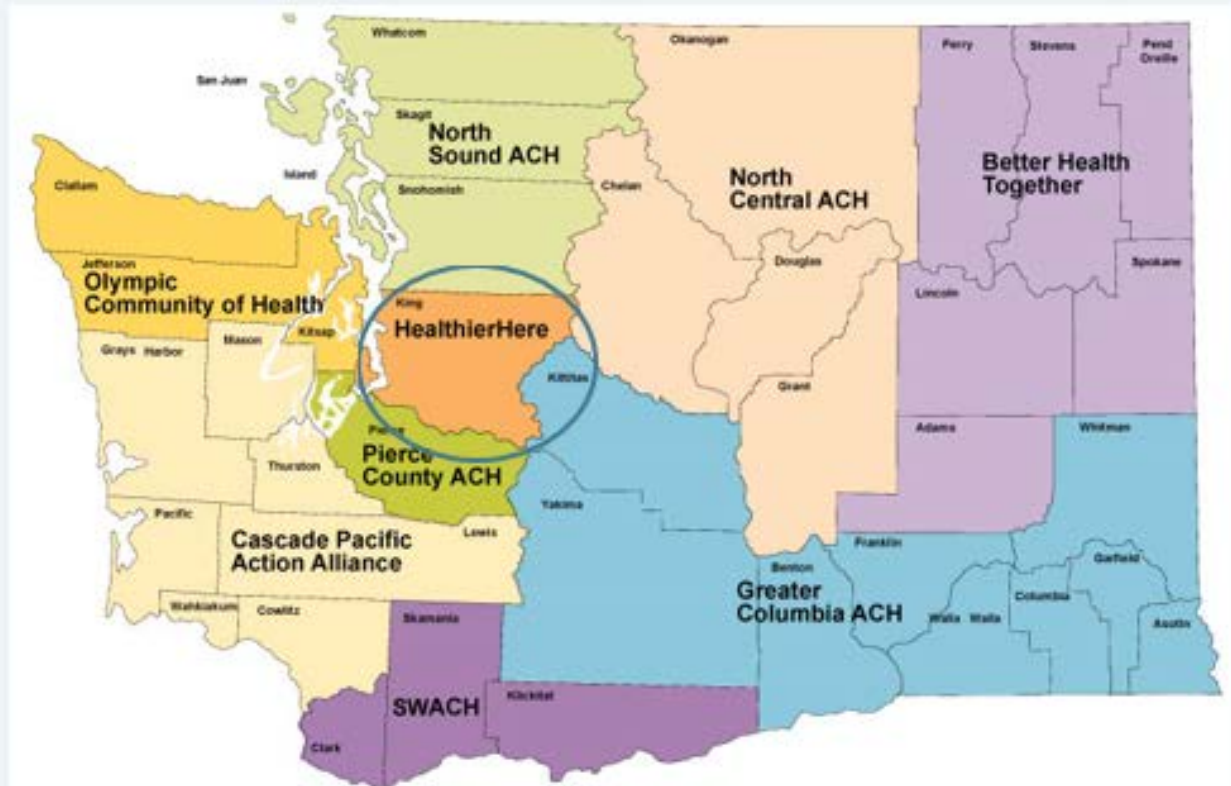 Whatcom
Okanogan
Ferry
Stevens
Pend
Oreille
San Juan
Skagit
North
Sound ACH
Island
Snohomish
Chelan
North
Central ACH
Better Health
Together
Clallam
Jefferson
Olympic
Community of Health
Kitsap
King
HealthierHere
Douglas
Lincoln
Spokane
Grays Harbor
Mason
Kittitas
Grant
Pierce
Pierce
County ACH
Thurston
Adams
Whitman
Pacific
Lewis
Yakima
Cascade Pacific
Action Alliance
Franklin
Benton
Greater
Columbia ACH
Garfield
Columbia
Walla Walla
Asotin
Wahkiakum
Cowlitz
Skamania
SWACH
Klickitat
Clark